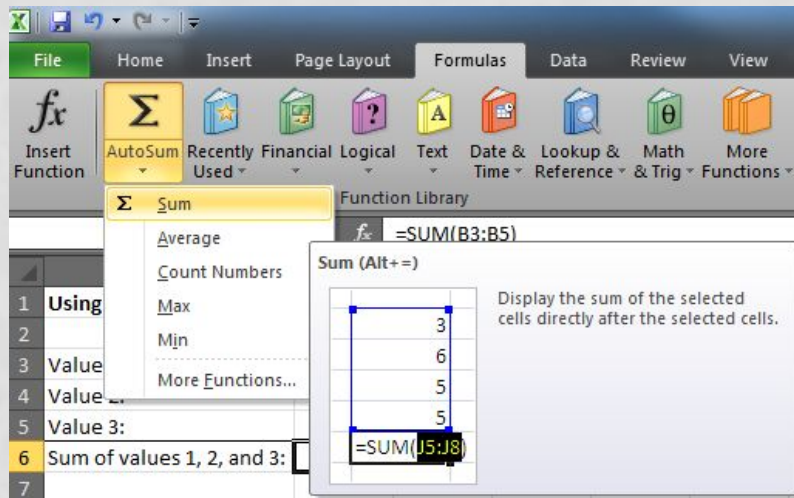 File Home Insert Page Layout Formulas Data Review View
fx Σ ? A θ
Insert Function
AutoSum
Recently Used
Financial
Logical
Text
Date & Time
Lookup & Reference
Math & Trig
More Functions
Function Library
Σ Sum
Average
Count Numbers
Max
Min
More Functions...
fx =SUM(B3:B5)
Sum (Alt+=)
Display the sum of the selected
cells directly after the selected cells.
3
6
5
5
=SUM(J5:J8)
1 Using
2
3 Value
4 Value
5 Value 3:
6 Sum of values 1, 2, and 3:
7